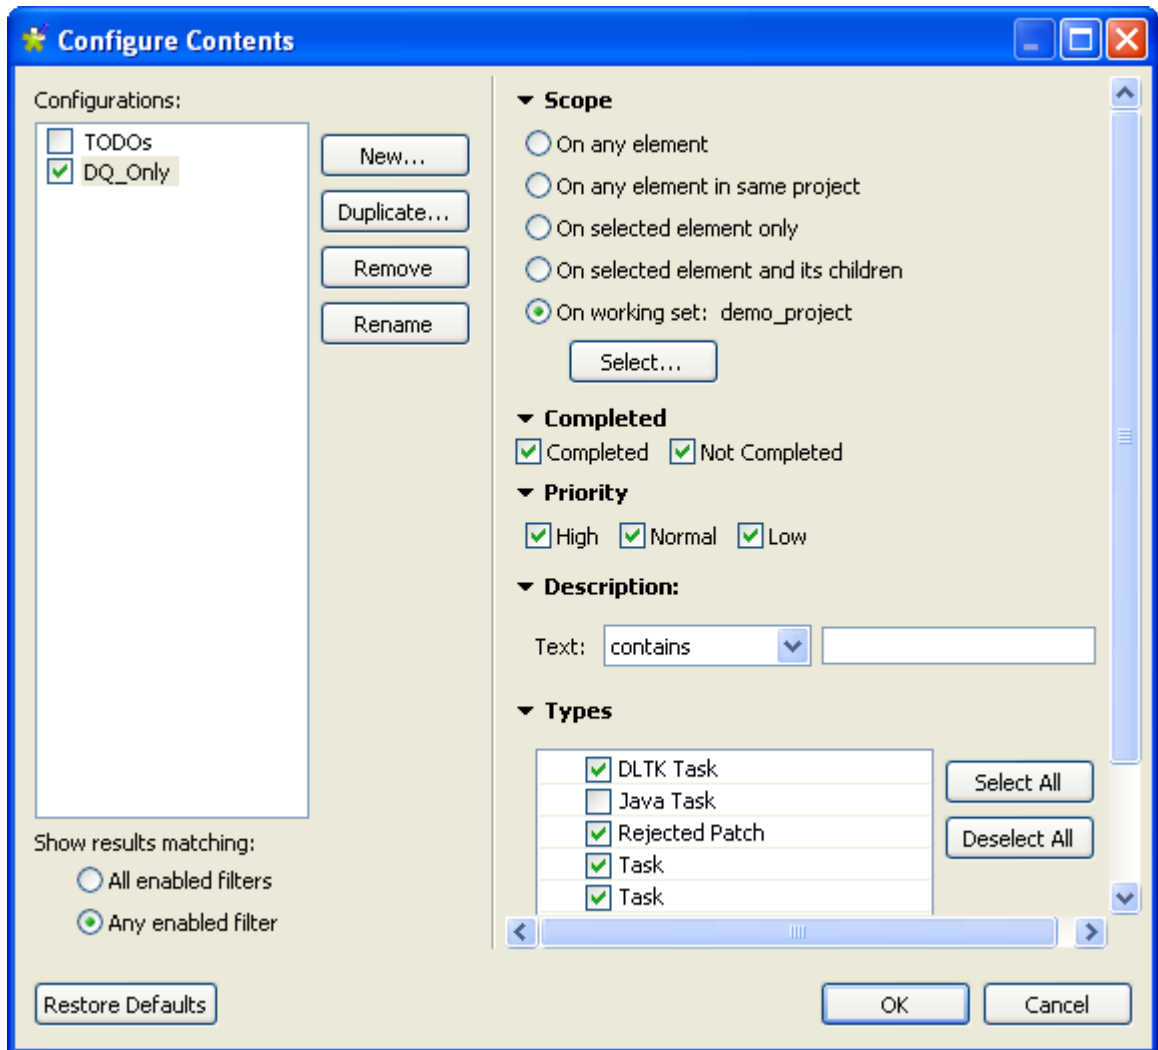 Configure Contents
Configurations:
TODOs
DQ_Only
New...
Duplicate...
Remove
Rename
Show results matching:
All enabled filters
Any enabled filter
Scope
On any element
On any element in same project
On selected element only
On selected element and its children
On working set: demo_project
Select...
Completed
Completed Not Completed
Priority
High Normal Low
Description:
Text: contains
Types
DLTK Task
Java Task
Rejected Patch
Task
Task
Select All
Deselect All
Restore Defaults
OK Cancel